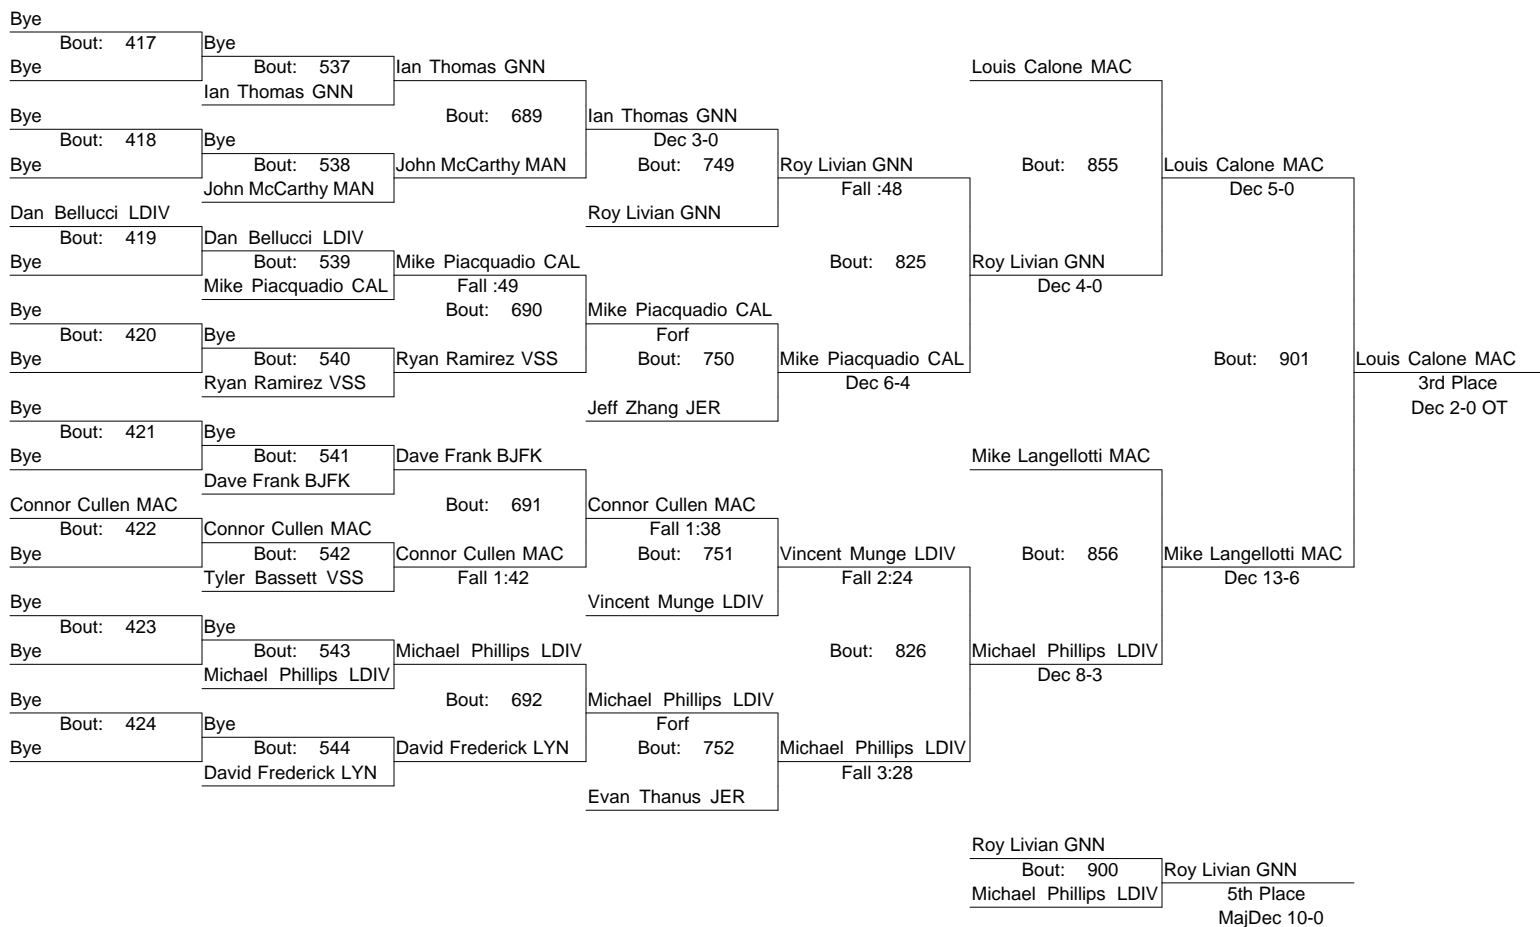 Bye
Bout: 417 Bye
Bye Bout: 537 Ian Thomas GNN Louis Calone MAC
Ian Thomas GNN
Bye Bout: 689 Ian Thomas GNN
Bout: 418 Bye Dec 3-0
Bye Bout: 538 John McCarthy MAN Bout: 749 Roy Livian GNN Bout: 855 Louis Calone MAC
John McCarthy MAN Fall :48 Dec 5-0
Dan Bellucci LDIV Roy Livian GNN
Bout: 419 Dan Bellucci LDIV
Bye Bout: 539 Mike Piacquadio CAL Bout: 825 Roy Livian GNN
Mike Piacquadio CAL Fall :49 Dec 4-0
Bye Bout: 690 Mike Piacquadio CAL
Bout: 420 Bye Forf
Bye Bout: 540 Ryan Ramirez VSS Bout: 750 Mike Piacquadio CAL Bout: 901 Louis Calone MAC
Ryan Ramirez VSS Dec 6-4 3rd Place
Bye Jeff Zhang JER Dec 2-0 OT
Bout: 421 Bye
Bye Bout: 541 Dave Frank BJFK Mike Langellotti MAC
Dave Frank BJFK
Connor Cullen MAC Bout: 691 Connor Cullen MAC
Bout: 422 Connor Cullen MAC Fall 1:38
Bye Bout: 542 Connor Cullen MAC Bout: 751 Vincent Munge LDIV Bout: 856 Mike Langellotti MAC
Tyler Bassett VSS Fall 1:42 Fall 2:24 Dec 13-6
Bye Vincent Munge LDIV
Bout: 423 Bye
Bye Bout: 543 Michael Phillips LDIV Bout: 826 Michael Phillips LDIV
Michael Phillips LDIV Dec 8-3
Bye Bout: 692 Michael Phillips LDIV
Bout: 424 Bye Forf
Bye Bout: 544 David Frederick LYN Bout: 752 Michael Phillips LDIV
David Frederick LYN Fall 3:28
Evan Thanus JER
Roy Livian GNN
Bout: 900 Roy Livian GNN
Michael Phillips LDIV 5th Place
MajDec 10-0